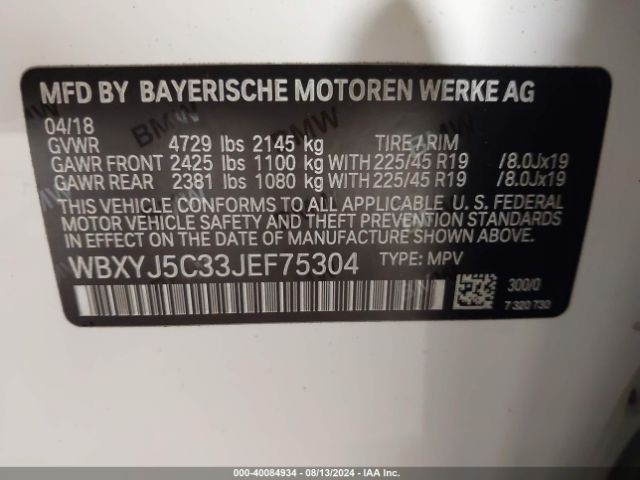 MFD BY BAYERISCHE MOTOREN WERKE AG
04/18
GVWR 4729 lbs 2145 kg TIRE / RIM
GAWR FRONT 2425 lbs 1100 kg WITH 225/45 R19 / 8.0Jx19
GAWR REAR 2381 lbs 1080 kg WITH 225/45 R19 / 8.0Jx19
THIS VEHICLE CONFORMS TO ALL APPLICABLE U. S. FEDERAL
MOTOR VEHICLE SAFETY AND THEFT PREVENTION STANDARDS
IN EFFECT ON THE DATE OF MANUFACTURE SHOWN ABOVE.
WBXYJ5C33JEF75304 TYPE: MPV
300/0
7 320 730
000-40084934 - 08/13/2024 - IAA Inc.